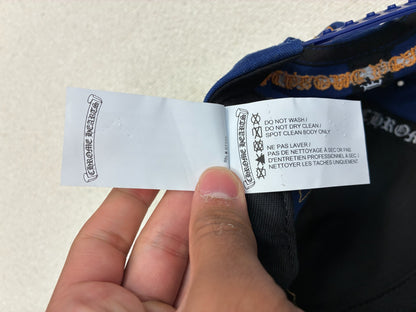 CHROME HEARTS
CHROME HEARTS
DO NOT WASH /
DO NOT DRY CLEAN /
SPOT CLEAN BODY ONLY
NE PAS LAVER /
PAS DE NETTOYAGE À SEC OU PAS
D'ENTRETIEN PROFESSIONNEL À SEC /
NETTOYER LES TACHES UNIQUEMENT
CHRO